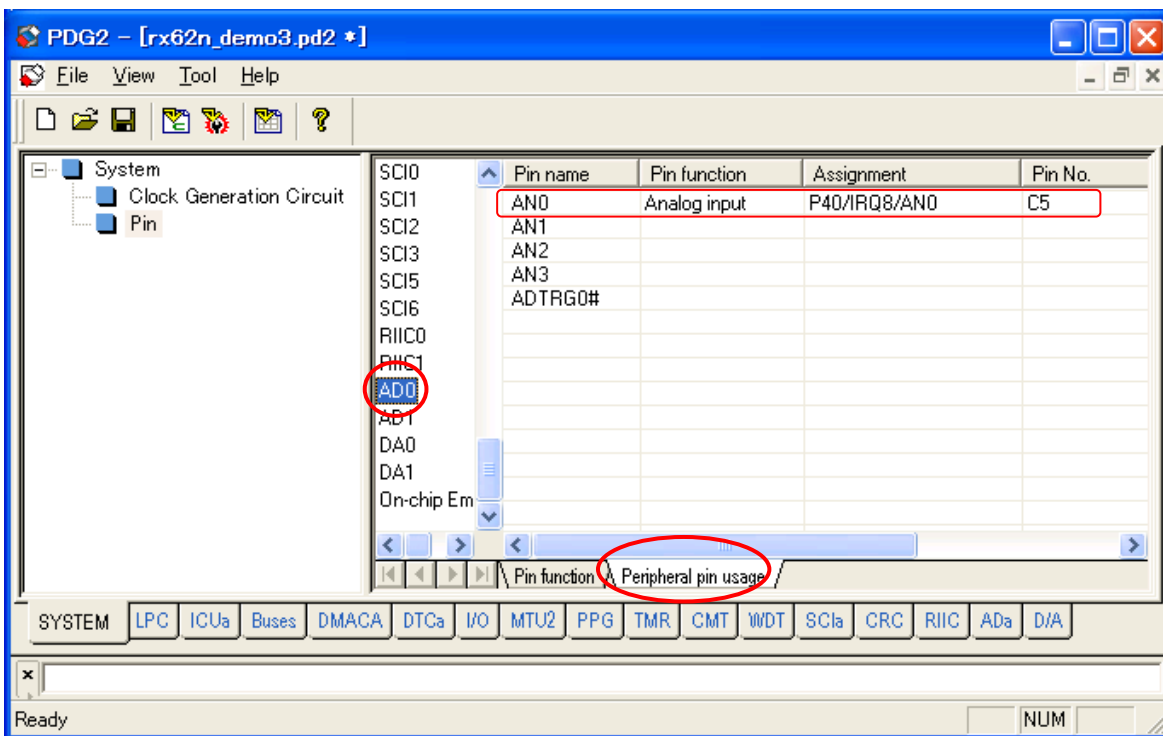 PDG2 - [rx62n_demo3.pd2 *]
File View Tool Help
System
Clock Generation Circuit
Pin
SCI0
SCI1
SCI2
SCI3
SCI5
SCI6
RIIC0
RIIC1
AD0
AD1
DA0
DA1
On-chip Em
Pin name Pin function Assignment Pin No.
AN0 Analog input P40/IRQ8/AN0 C5
AN1
AN2
AN3
ADTRG0#
Pin function Peripheral pin usage
SYSTEM LPC ICUa Buses DMACA DTCa I/O MTU2 PPG TMR CMT WDT SCIa CRC RIIC ADa D/A
Ready NUM